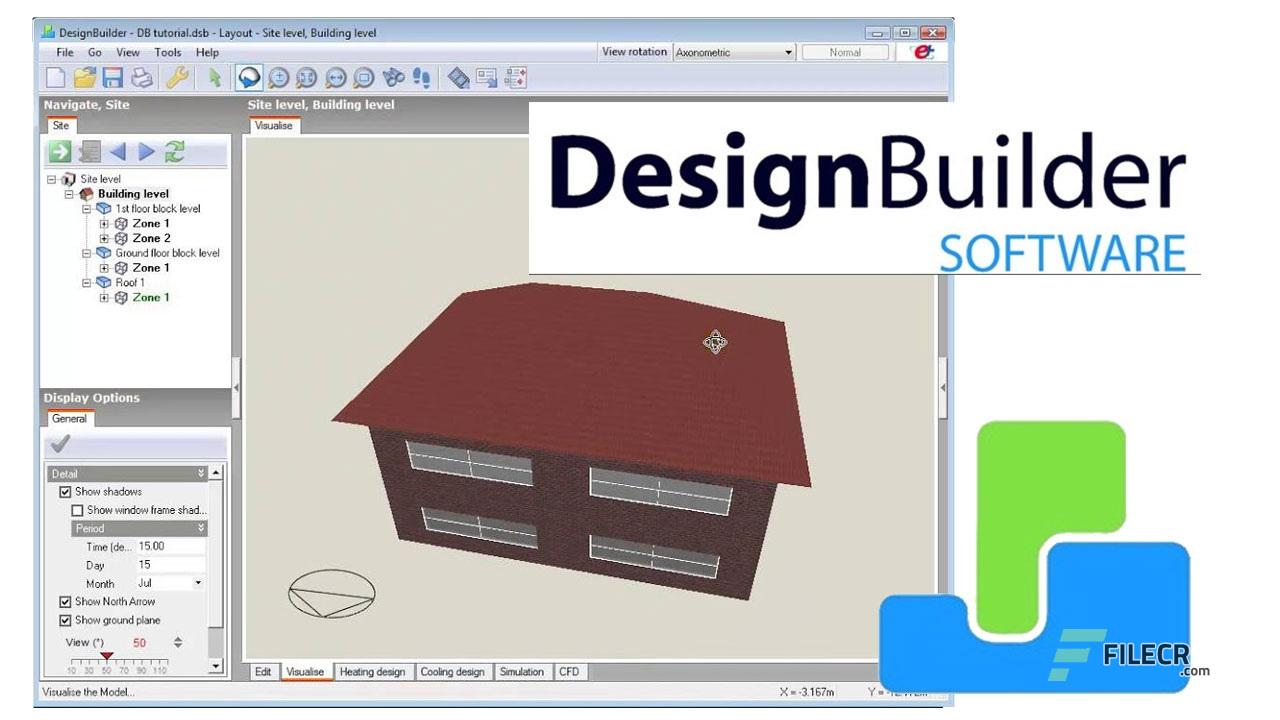 DesignBuilder - DB tutorial.dsb - Layout - Site level, Building level
File Go View Tools Help
View rotation Axonometric Normal
Navigate, Site
Site level, Building level
Site
Visualise
Site level
Building level
1st floor block level
Zone 1
Zone 2
Ground floor block level
Zone 1
Roof 1
Zone 1
DesignBuilder
SOFTWARE
Display Options
General
Detail
Show shadows
Show window frame shad...
Period
Time (de... 15.00
Day 15
Month Jul
Show North Arrow
Show ground plane
View (°) 50
10 30 50 70 90 110
Edit Visualise Heating design Cooling design Simulation CFD
Visualise the Model...
X = -3.167m
FILECR
.com